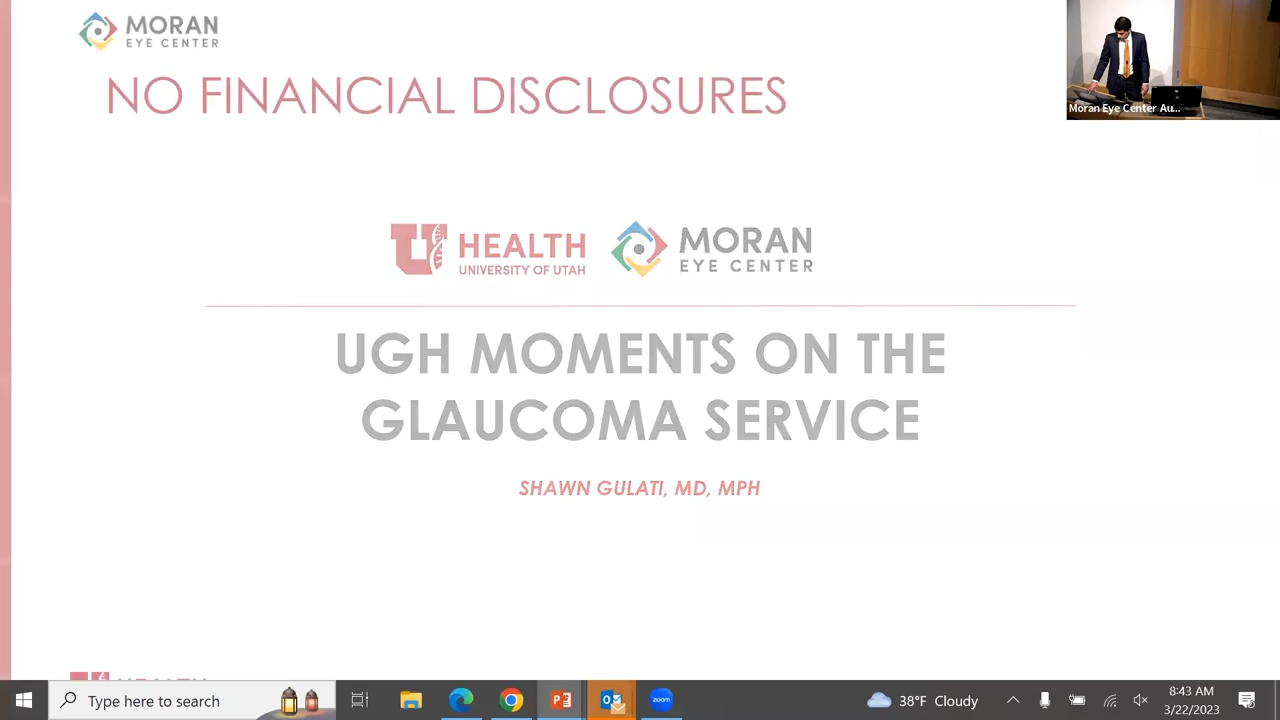 MORAN
EYE CENTER
NO FINANCIAL DISCLOSURES
Moran Eye Center Au...
HEALTH
UNIVERSITY OF UTAH
MORAN
EYE CENTER
UGH MOMENTS ON THE
GLAUCOMA SERVICE
SHAWN GULATI, MD, MPH
Type here to search
zoom
38°F Cloudy
8:43 AM
3/22/2023